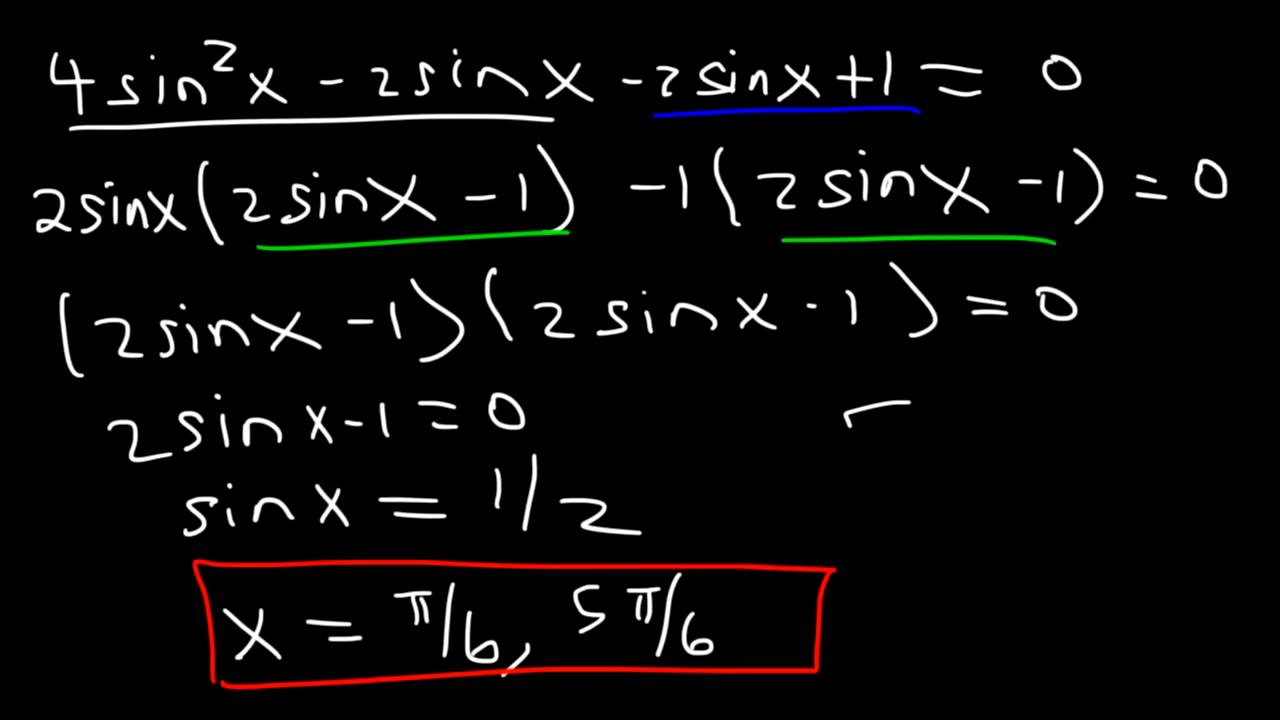 4sin²x - 2sinx - 2sinx + 1 = 0
2sinx(2sinx - 1) - 1(2sinx - 1) = 0
(2sinx - 1)(2sinx - 1) = 0
2sinx - 1 = 0
sinx = 1/2
x = π/6, 5π/6